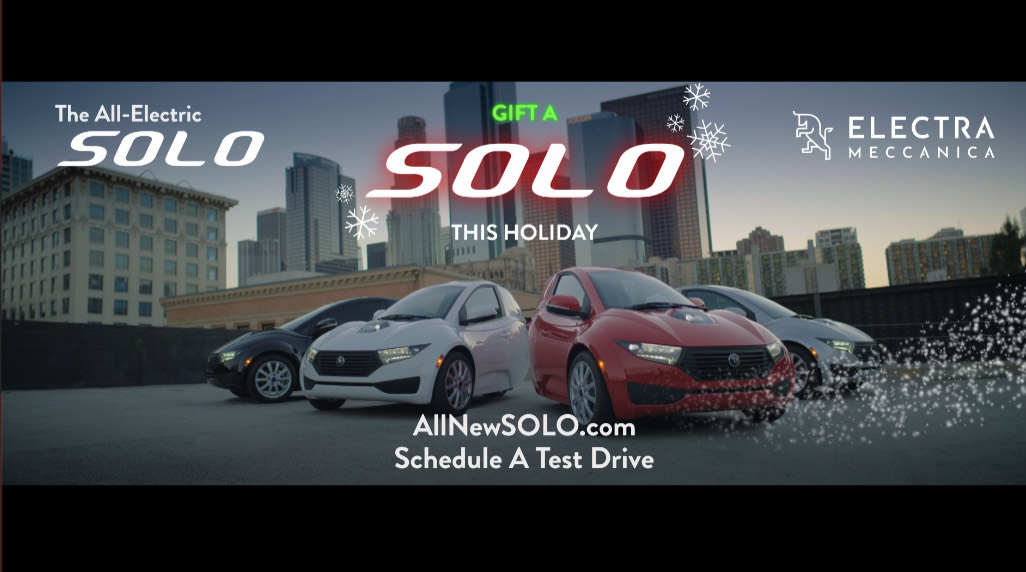 The All-Electric
SOLO
GIFT A
SOLO
THIS HOLIDAY
ELECTRA
MECCANICA
AllNewSOLO.com
Schedule A Test Drive